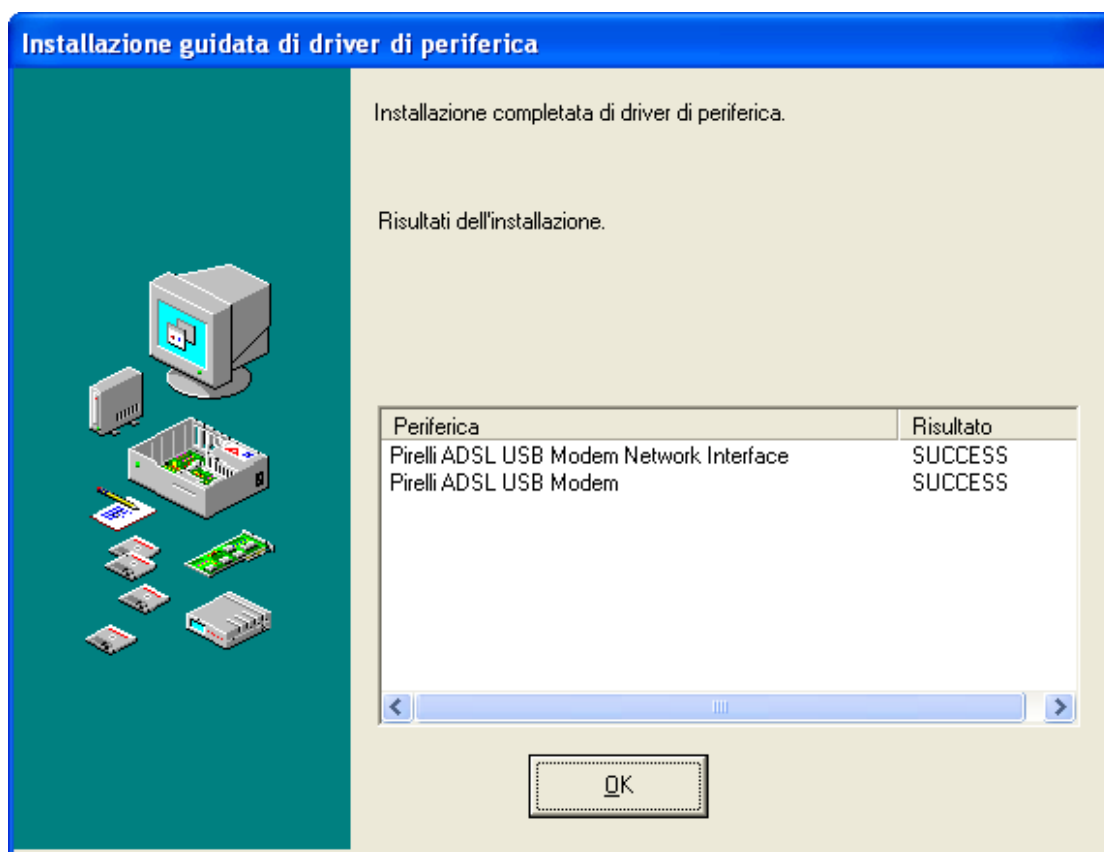 Installazione guidata di driver di periferica
Installazione completata di driver di periferica.
Risultati dell'installazione.
Periferica Risultato
Pirelli ADSL USB Modem Network Interface SUCCESS
Pirelli ADSL USB Modem SUCCESS
OK